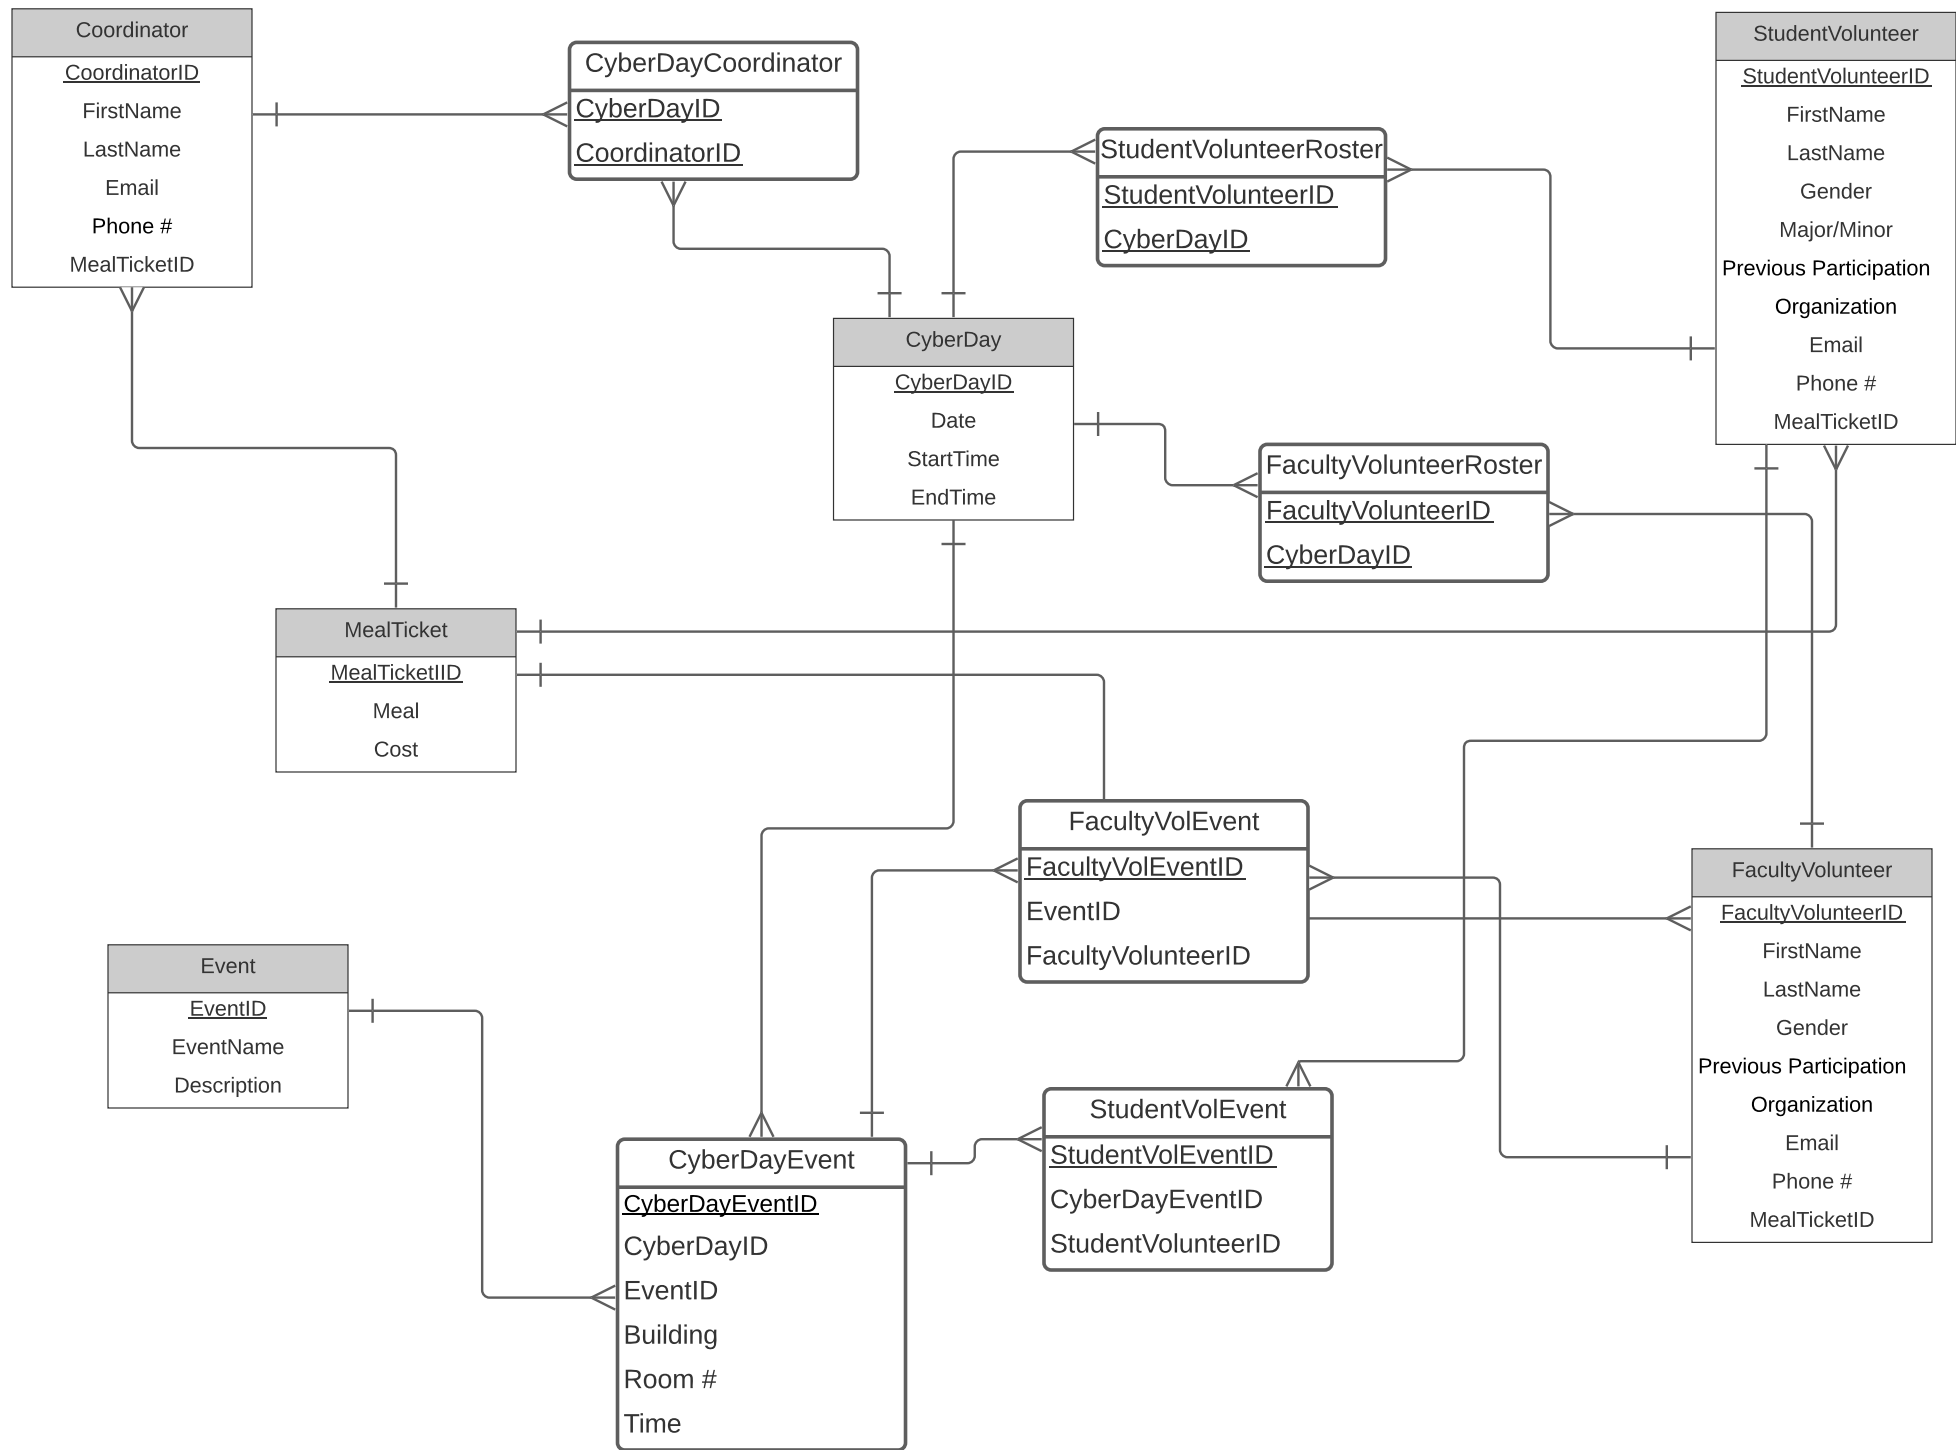 Coordinator
CoordinatorID
FirstName
LastName
Email
Phone #
MealTicketID
CyberDayCoordinator
CyberDayID
CoordinatorID
StudentVolunteerRoster
StudentVolunteerID
CyberDayID
StudentVolunteer
StudentVolunteerID
FirstName
LastName
Gender
Major/Minor
Previous Participation
Organization
Email
Phone #
MealTicketID
CyberDay
CyberDayID
Date
StartTime
EndTime
FacultyVolunteerRoster
FacultyVolunteerID
CyberDayID
MealTicket
MealTicketIID
Meal
Cost
FacultyVolEvent
FacultyVolEventID
EventID
FacultyVolunteerID
FacultyVolunteer
FacultyVolunteerID
FirstName
LastName
Gender
Previous Participation
Organization
Email
Phone #
MealTicketID
Event
EventID
EventName
Description
StudentVolEvent
StudentVolEventID
CyberDayEventID
StudentVolunteerID
CyberDayEvent
CyberDayEventID
CyberDayID
EventID
Building
Room #
Time